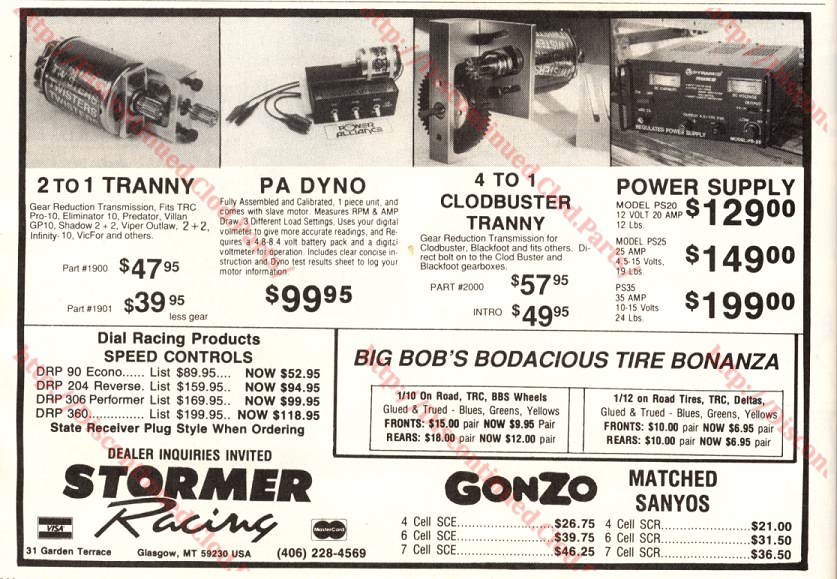 TWISTERS
TWISTERS
POWER
ALLIANCE
TWISTERS
REGULATED POWER SUPPLY
2 TO 1 TRANNY
Gear Reduction Transmission, Fits TRC
Pro-10, Eliminator 10, Predator, Villan
GP10, Shadow 2 + 2, Viper Outlaw, 2+2,
Infinity-10, VicFor and others.
Part #1900 $47 95
Part #1901 $39 95
less gear
PA DYNO
Fully Assembled and Calibrated, 1 piece unit, and
comes with slave motor. Measures RPM & AMP
Draw, 3 Different Load Settings, Uses your digital
voltmeter to give more accurate readings, and Re-
quires a 4.8-8.4 volt battery pack and a digital
voltmeter for operation. Includes clear concise in-
struction and Dyno test results sheet to log your
motor information.
$99 95
4 TO 1
CLODBUSTER
TRANNY
Gear Reduction Transmission for
Clodbuster, Blackfoot and fits others. Di-
rect bolt on to the Clod Buster and
Blackfoot gearboxes.
PART #2000 $57 95
INTRO $49 95
POWER SUPPLY
MODEL PS20
12 VOLT 20 AMP
12 Lbs.
$129 00
MODEL PS25
25 AMP
4.5-15 Volts,
19 Lbs.
$149 00
PS35
35 AMP
10-15 Volts
24 Lbs.
$199 00
Dial Racing Products
SPEED CONTROLS
DRP 90 Econo...... List $89.95.... NOW $52.95
DRP 204 Reverse. List $159.95.. NOW $94.95
DRP 306 Performer List $169.95.. NOW $99.95
DRP 360.............. List $199.95.. NOW $118.95
State Receiver Plug Style When Ordering
BIG BOB'S BODACIOUS TIRE BONANZA
1/10 On Road, TRC, BBS Wheels
Glued & Trued - Blues, Greens, Yellows
FRONTS: $15.00 pair NOW $9.95 Pair
REARS: $18.00 pair NOW $12.00 pair
1/12 on Road Tires, TRC, Deltas,
Glued & Trued - Blues, Greens, Yellows
FRONTS: $10.00 pair NOW $6.95 pair
REARS: $10.00 pair NOW $6.95 pair
DEALER INQUIRIES INVITED
STORMER
Racing
VISA
MasterCard
31 Garden Terrace Glasgow, MT 59230 USA (406) 228-4569
GONZO
MATCHED
SANYOS
4 Cell SCE........................$26.75
6 Cell SCE........................$39.75
7 Cell SCE........................$46.25
4 Cell SCR........................$21.00
6 Cell SCR........................$31.50
7 Cell SCR........................$36.50